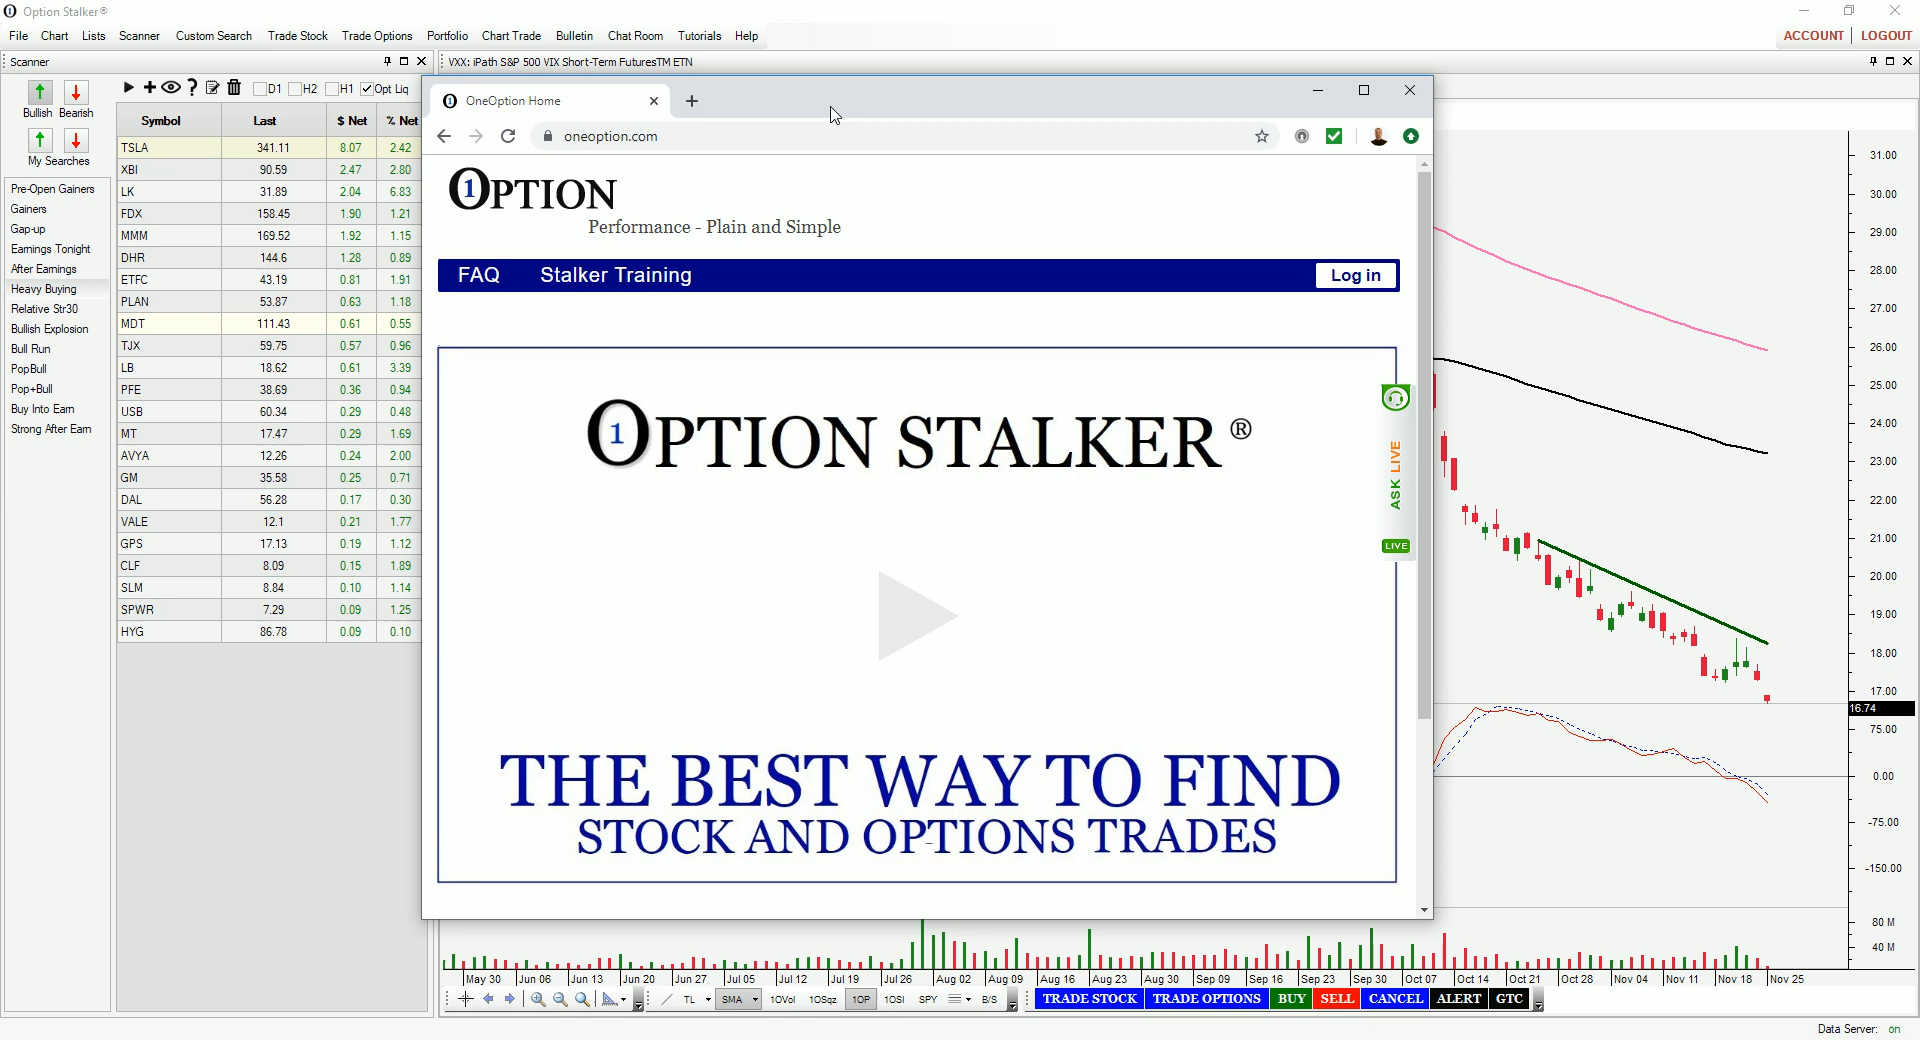 Option Stalker®
File Chart Lists Scanner Custom Search Trade Stock Trade Options Portfolio Chart Trade Bulletin Chat Room Tutorials Help
ACCOUNT LOGOUT
Scanner
VXX: iPath S&P 500 VIX Short-Term FuturesTM ETN
Bullish Bearish
My Searches
D1 H2 H1 Opt Liq
Pre-Open Gainers
Gainers
Gap-up
Earnings Tonight
After Earnings
Heavy Buying
Relative Str30
Bullish Explosion
Bull Run
PopBull
Pop+Bull
Buy Into Earn
Strong After Earn
Symbol Last $ Net % Net
TSLA 341.11 8.07 2.42
XBI 90.59 2.47 2.80
LK 31.89 2.04 6.83
FDX 158.45 1.90 1.21
MMM 169.52 1.92 1.15
DHR 144.6 1.28 0.89
ETFC 43.19 0.81 1.91
PLAN 53.87 0.63 1.18
MDT 111.43 0.61 0.55
TJX 59.75 0.57 0.96
LB 18.62 0.61 3.39
PFE 38.69 0.36 0.94
USB 60.34 0.29 0.48
MT 17.47 0.29 1.69
AVYA 12.26 0.24 2.00
GM 35.58 0.25 0.71
DAL 56.28 0.17 0.30
VALE 12.1 0.21 1.77
GPS 17.13 0.19 1.12
CLF 8.09 0.15 1.89
SLM 8.84 0.10 1.14
SPWR 7.29 0.09 1.25
HYG 86.78 0.09 0.10
OneOption Home
oneoption.com
1OPTION
Performance - Plain and Simple
FAQ Stalker Training Log in
1OPTION STALKER®
ASK LIVE
LIVE
THE BEST WAY TO FIND
STOCK AND OPTIONS TRADES
31.00
30.00
29.00
28.00
27.00
26.00
25.00
24.00
23.00
22.00
21.00
20.00
19.00
18.00
17.00
16.74
75.00
0.00
-75.00
-150.00
80 M
40 M
May 30 Jun 06 Jun 13 Jun 20 Jun 27 Jul 05 Jul 12 Jul 19 Jul 26 Aug 02 Aug 09 Aug 16 Aug 23 Aug 30 Sep 09 Sep 16 Sep 23 Sep 30 Oct 07 Oct 14 Oct 21 Oct 28 Nov 04 Nov 11 Nov 18 Nov 25
TL SMA 1OVol 1OSqz 1OP 1OSI SPY B/S TRADE STOCK TRADE OPTIONS BUY SELL CANCEL ALERT GTC
Data Server: on